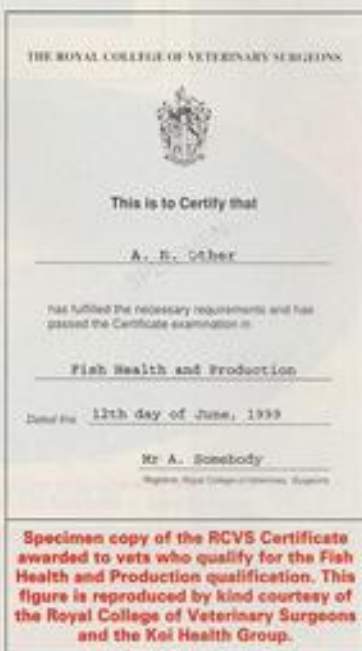 THE ROYAL COLLEGE OF VETERINARY SURGEONS
This is to Certify that
A. N. Other
has fulfilled the necessary requirements and has
passed the Certificate examination in
Fish Health and Production
Dated this 12th day of June, 1999
Mr A. Somebody
Registrar, Royal College of Veterinary Surgeons
Specimen copy of the RCVS Certificate
awarded to vets who qualify for the Fish
Health and Production qualification. This
figure is reproduced by kind courtesy of
the Royal College of Veterinary Surgeons
and the Koi Health Group.